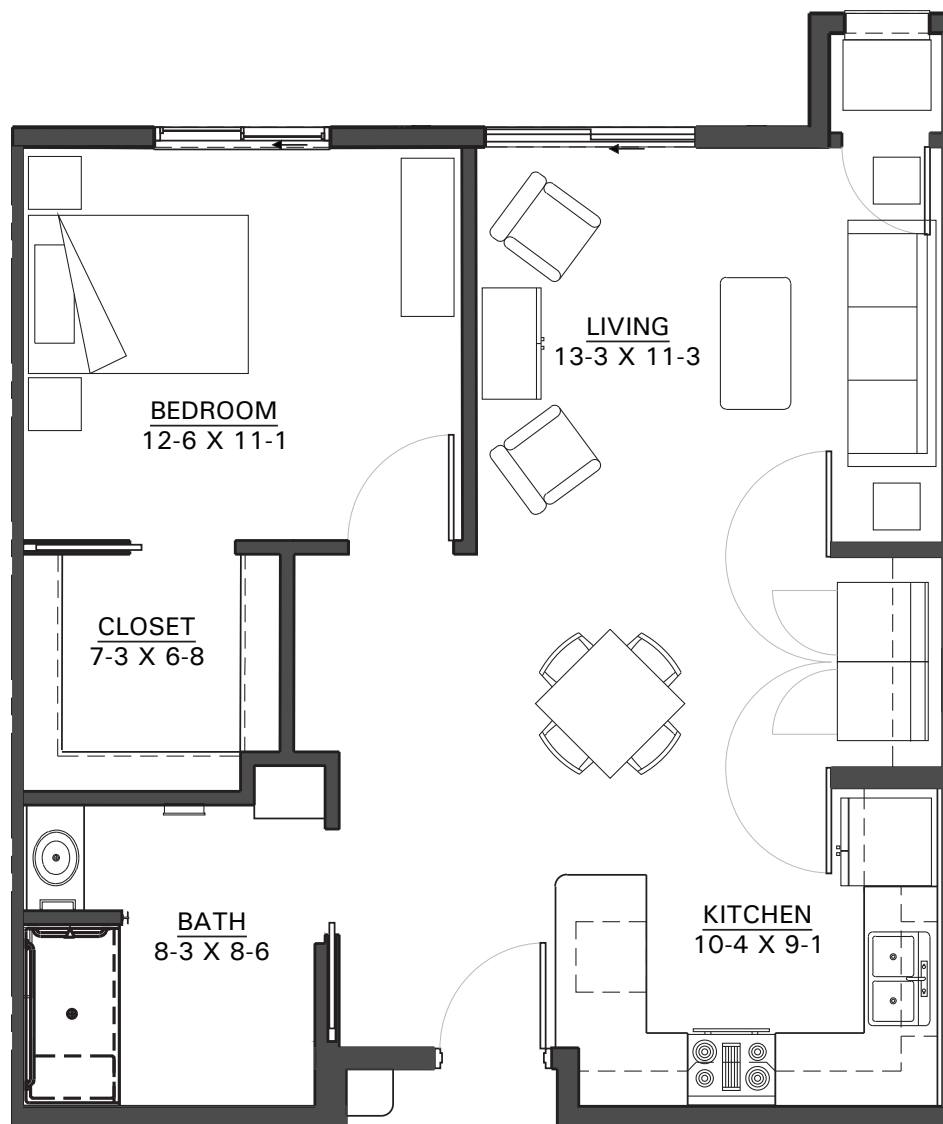 LIVING
13-3 X 11-3
BEDROOM
12-6 X 11-1
CLOSET
7-3 X 6-8
BATH
8-3 X 8-6
KITCHEN
10-4 X 9-1